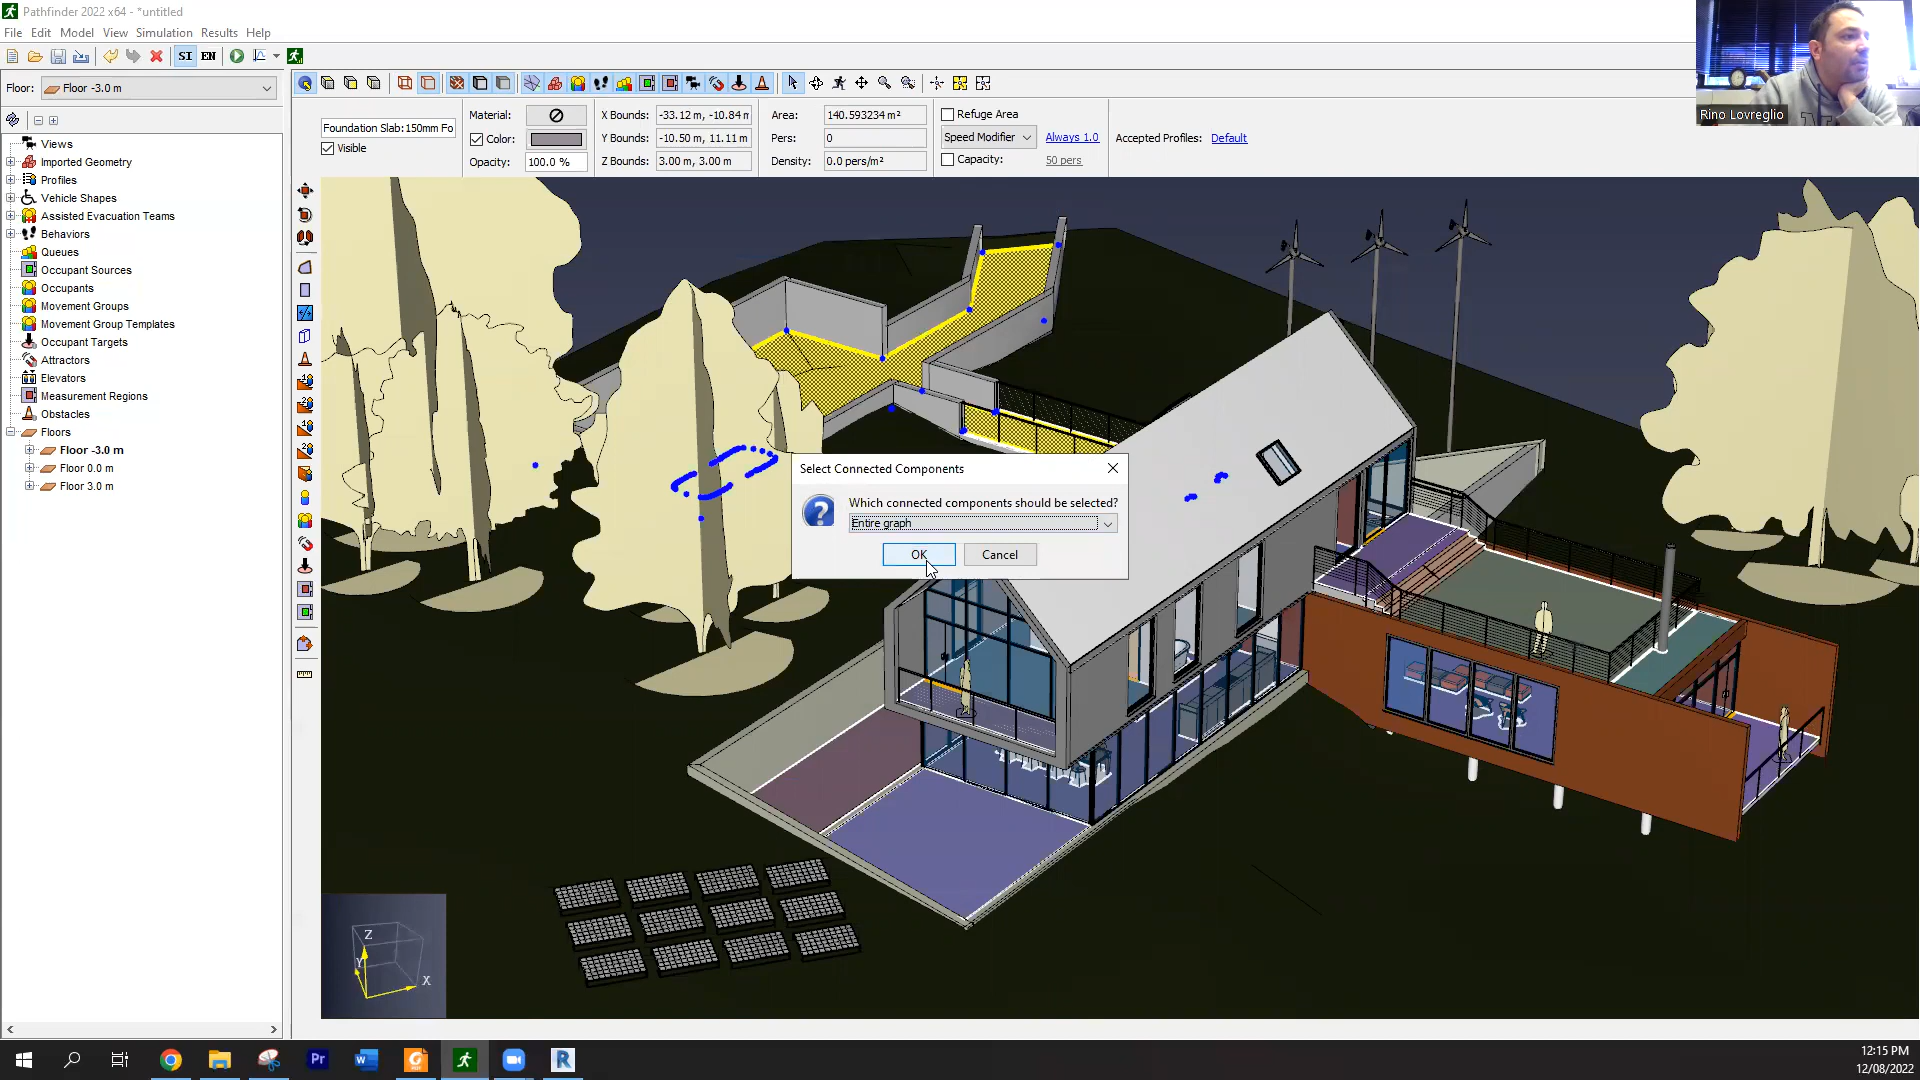 Pathfinder 2022 x64 - *untitled
File Edit Model View Simulation Results Help
SI EN
Floor: Floor -3.0 m
Rino Lovreglio
Foundation Slab:150mm Fo
Visible
Material:
Color:
Opacity: 100.0 %
X Bounds: -33.12 m, -10.84 m
Y Bounds: -10.50 m, 11.11 m
Z Bounds: 3.00 m, 3.00 m
Area: 140.593234 m²
Pers: 0
Density: 0.0 pers/m²
Refuge Area
Speed Modifier Always 1.0
Capacity: 50 pers
Accepted Profiles: Default
Views
Imported Geometry
Profiles
Vehicle Shapes
Assisted Evacuation Teams
Behaviors
Queues
Occupant Sources
Occupants
Movement Groups
Movement Group Templates
Occupant Targets
Attractors
Elevators
Measurement Regions
Obstacles
Floors
Floor -3.0 m
Floor 0.0 m
Floor 3.0 m
Select Connected Components
Which connected components should be selected?
Entire graph
OK Cancel
Z
Y
X
Pr
12:15 PM
12/08/2022